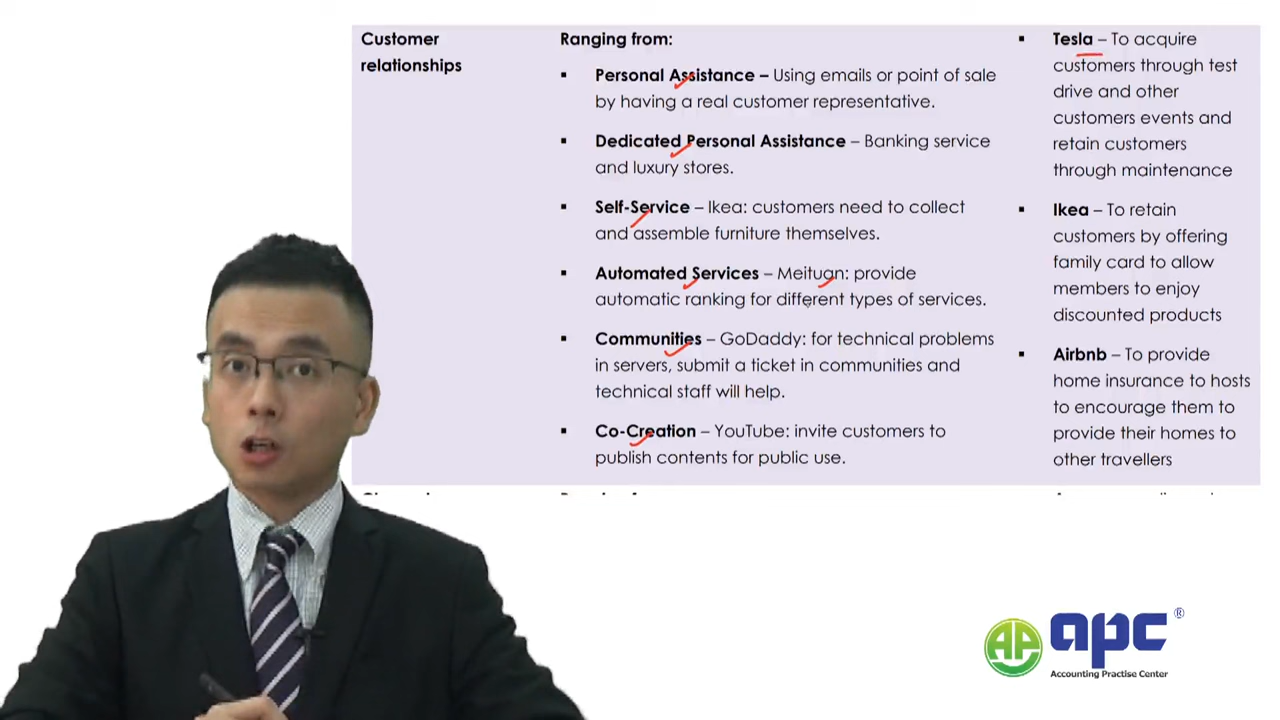 Customer
relationships
Ranging from:
▪ Personal Assistance – Using emails or point of sale
by having a real customer representative.
▪ Dedicated Personal Assistance – Banking service
and luxury stores.
▪ Self-Service – Ikea: customers need to collect
and assemble furniture themselves.
▪ Automated Services – Meituan: provide
automatic ranking for different types of services.
▪ Communities – GoDaddy: for technical problems
in servers, submit a ticket in communities and
technical staff will help.
▪ Co-Creation – YouTube: invite customers to
publish contents for public use.
▪ Tesla – To acquire
customers through test
drive and other
customers events and
retain customers
through maintenance
▪ Ikea – To retain
customers by offering
family card to allow
members to enjoy
discounted products
▪ Airbnb – To provide
home insurance to hosts
to encourage them to
provide their homes to
other travellers
AP apc ®
Accounting Practise Center